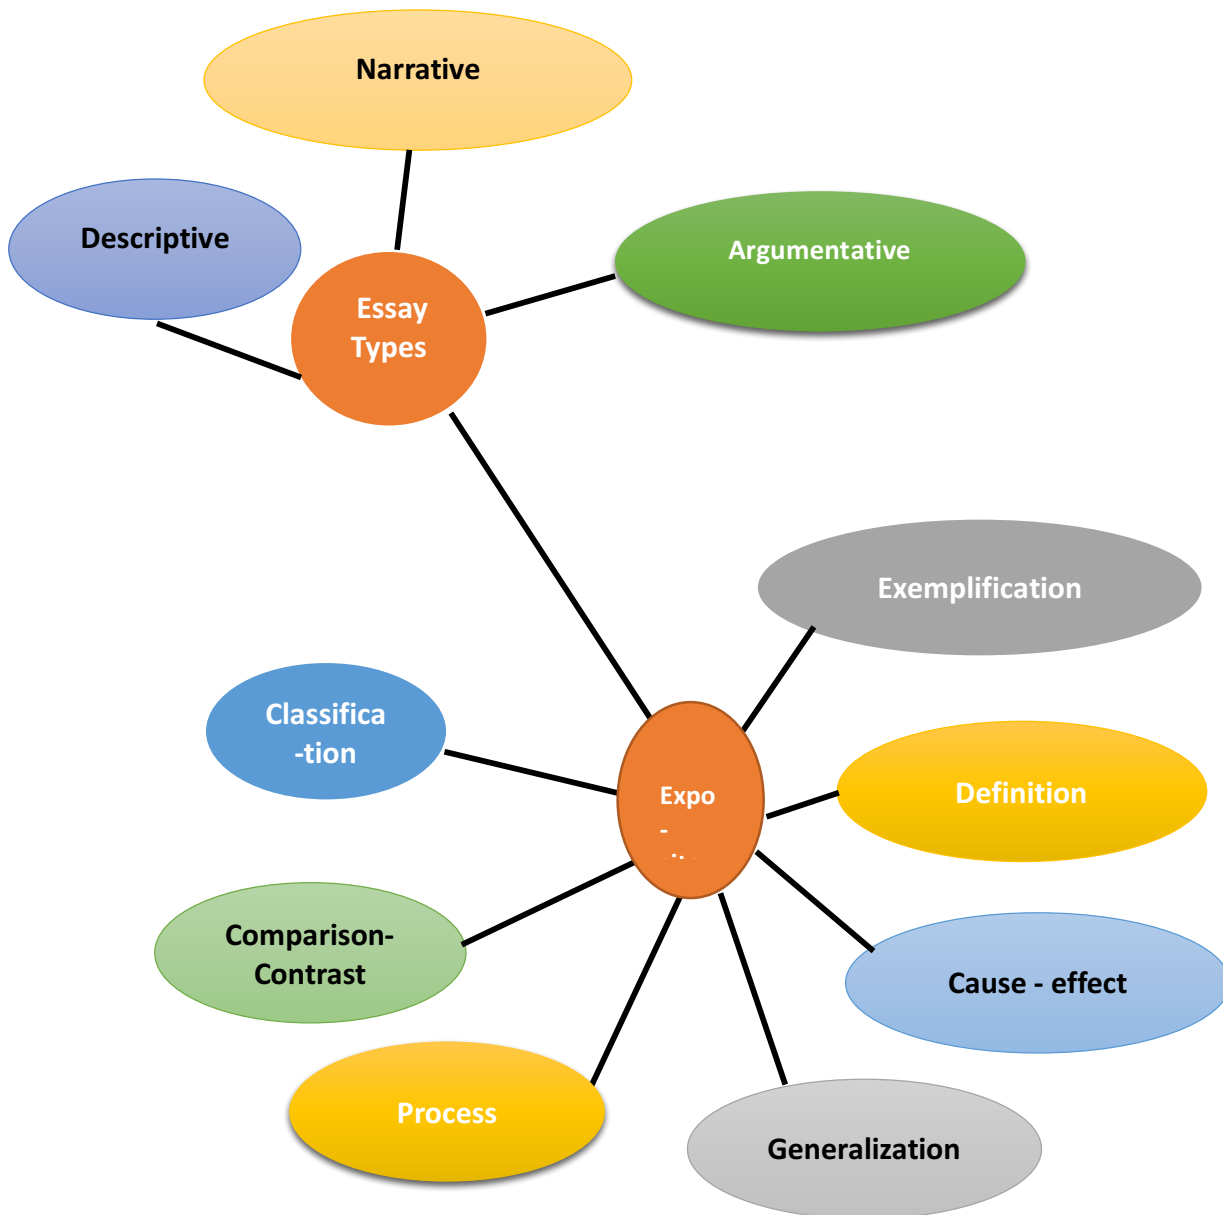 Narrative
Descriptive
Argumentative
Essay
Types
Exemplification
Classifica
-tion
Expo
-
Definition
Comparison-
Contrast
Cause - effect
Process
Generalization